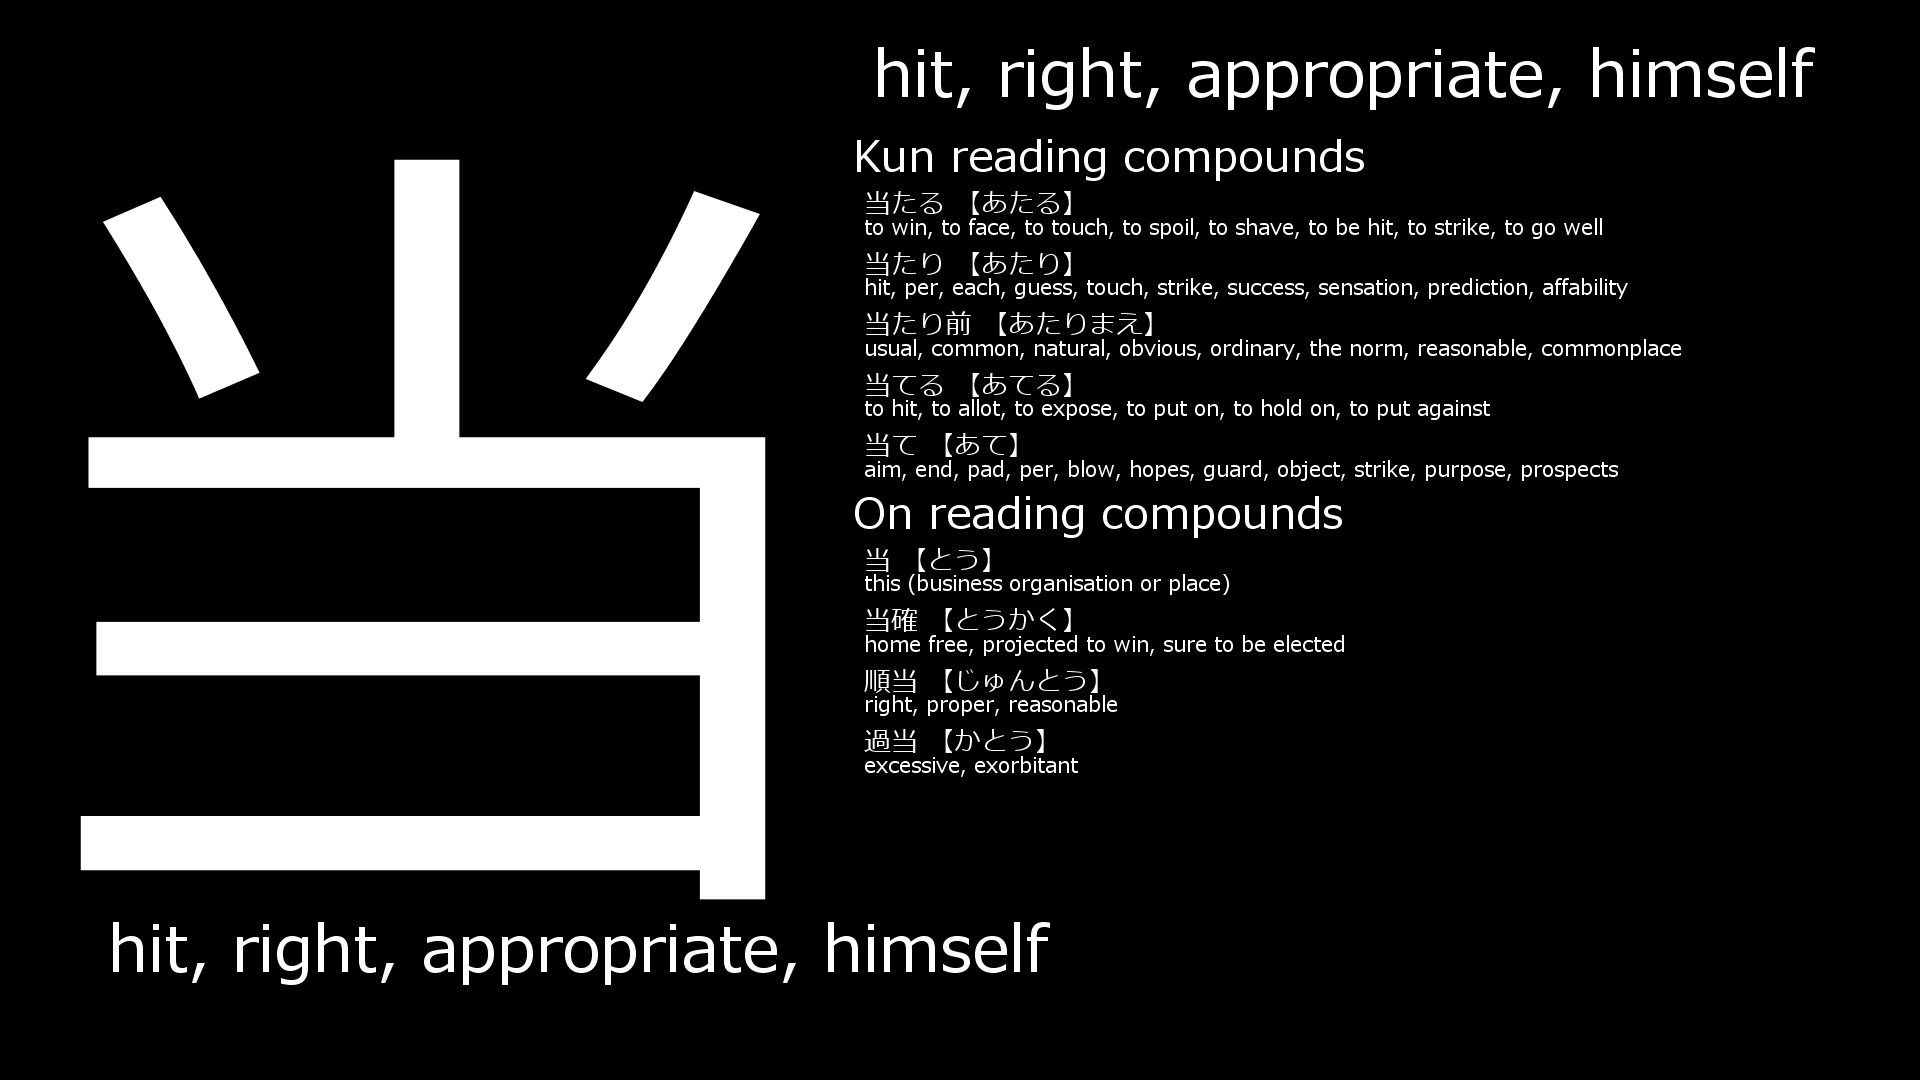 当
hit, right, appropriate, himself
hit, right, appropriate, himself
Kun reading compounds
当たる 【あたる】
to win, to face, to touch, to spoil, to shave, to be hit, to strike, to go well
当たり 【あたり】
hit, per, each, guess, touch, strike, success, sensation, prediction, affability
当たり前 【あたりまえ】
usual, common, natural, obvious, ordinary, the norm, reasonable, commonplace
当てる 【あてる】
to hit, to allot, to expose, to put on, to hold on, to put against
当て 【あて】
aim, end, pad, per, blow, hopes, guard, object, strike, purpose, prospects
On reading compounds
当 【とう】
this (business organisation or place)
当確 【とうかく】
home free, projected to win, sure to be elected
順当 【じゅんとう】
right, proper, reasonable
過当 【かとう】
excessive, exorbitant